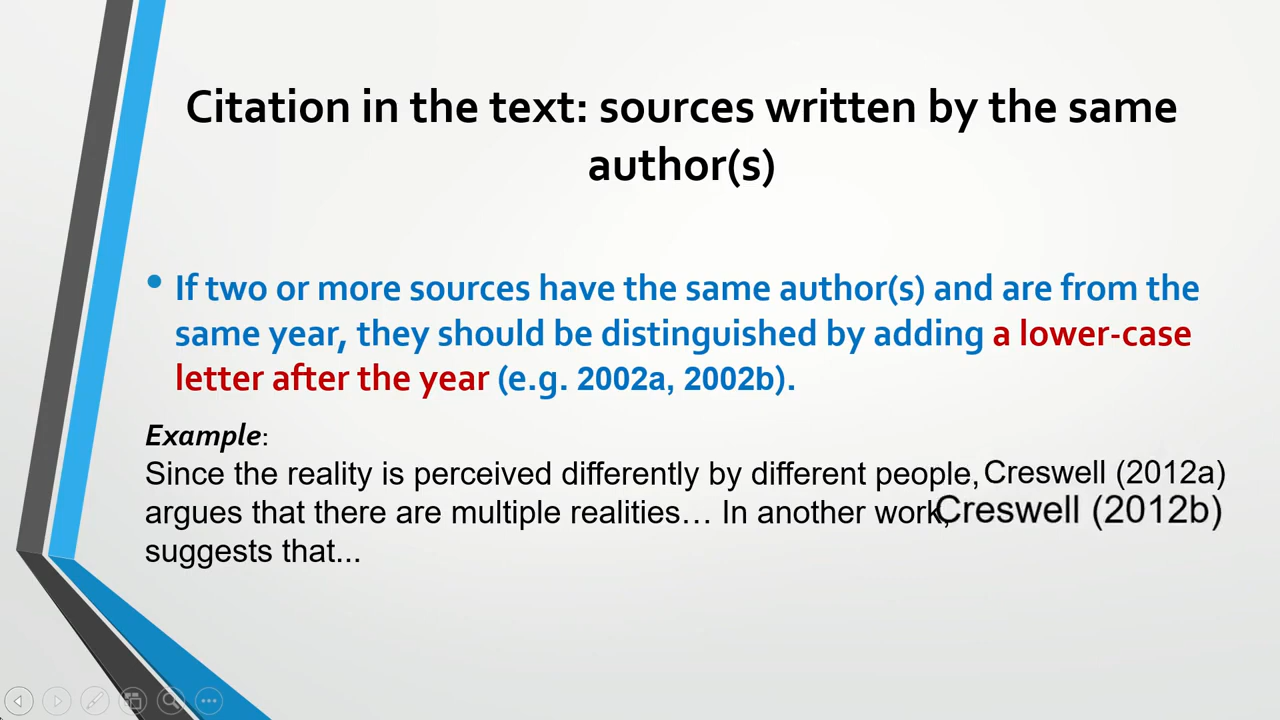 Citation in the text: sources written by the same
author(s)
• If two or more sources have the same author(s) and are from the
same year, they should be distinguished by adding a lower-case
letter after the year (e.g. 2002a, 2002b).
Example:
Since the reality is perceived differently by different people, Creswell (2012a)
argues that there are multiple realities… In another work, Creswell (2012b)
suggests that...